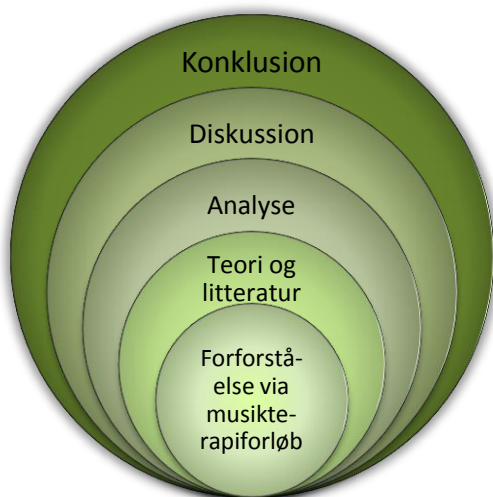 Konklusion
Diskussion
Analyse
Teori og
litteratur
Forforstå-
else via
musikte-
rapiforløb